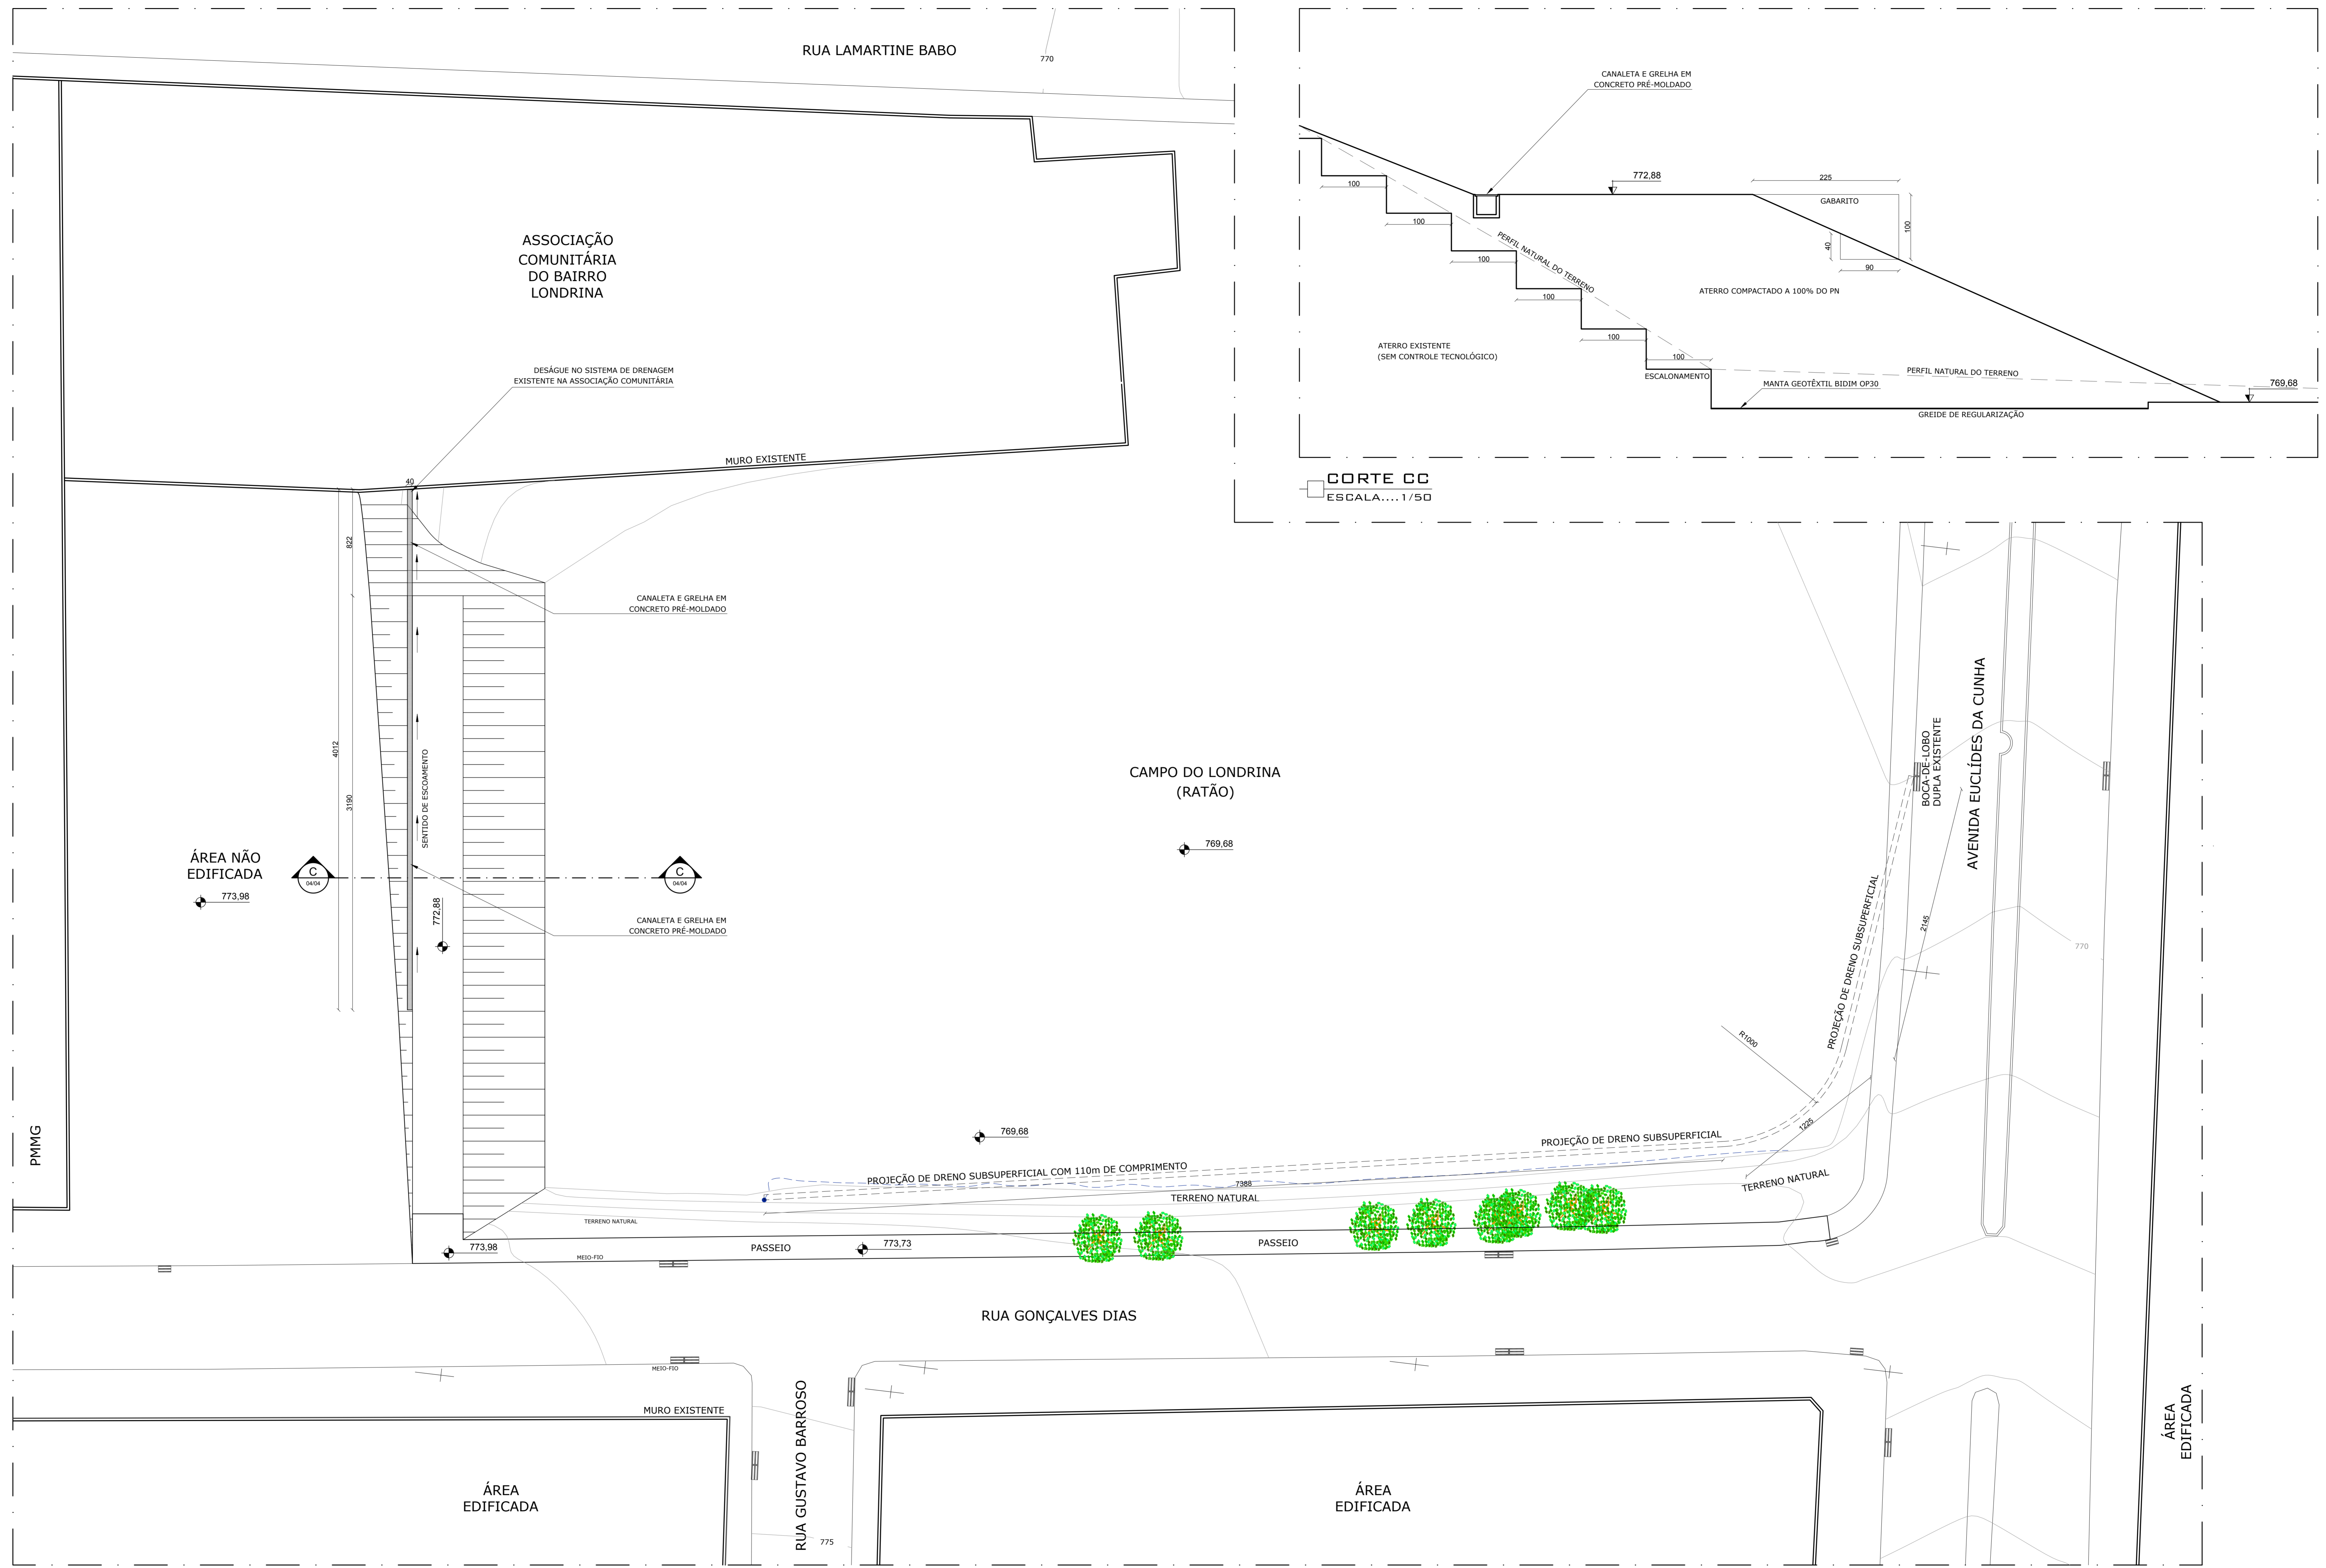 RUA LAMARTINE BABO
770
ASSOCIAÇÃO
COMUNITÁRIA
DO BAIRRO
LONDRINA
DESÁGUE NO SISTEMA DE DRENAGEM
EXISTENTE NA ASSOCIAÇÃO COMUNITÁRIA
MURO EXISTENTE
40
822
4012
3190
CANALETA E GRELHA EM
CONCRETO PRÉ-MOLDADO
SENTIDO DE ESCOAMENTO
ÁREA NÃO
EDIFICADA
773,98
C
04/04
C
04/04
772,88
CANALETA E GRELHA EM
CONCRETO PRÉ-MOLDADO
PMMG
CAMPO DO LONDRINA
(RATÃO)
769,68
769,68
PROJEÇÃO DE DRENO SUBSUPERFICIAL COM 110m DE COMPRIMENTO
PROJEÇÃO DE DRENO SUBSUPERFICIAL
PROJEÇÃO DE DRENO SUBSUPERFICIAL
R1000
1225
2145
7388
TERRENO NATURAL
TERRENO NATURAL
TERRENO NATURAL
773,98
PASSEIO
773,73
PASSEIO
MEIO-FIO
RUA GONÇALVES DIAS
MEIO-FIO
MURO EXISTENTE
RUA GUSTAVO BARROSO
775
ÁREA
EDIFICADA
ÁREA
EDIFICADA
ÁREA
EDIFICADA
BOCA-DE-LOBO
DUPLA EXISTENTE
AVENIDA EUCLÍDES DA CUNHA
770
CANALETA E GRELHA EM
CONCRETO PRÉ-MOLDADO
772,88
225
GABARITO
100
40
90
100
100
100
100
100
100
PERFIL NATURAL DO TERRENO
ATERRO COMPACTADO A 100% DO PN
ATERRO EXISTENTE
(SEM CONTROLE TECNOLÓGICO)
ESCALONAMENTO
PERFIL NATURAL DO TERRENO
MANTA GEOTÊXTIL BIDIM OP30
769,68
GREIDE DE REGULARIZAÇÃO
CORTE CC
ESCALA....1/50